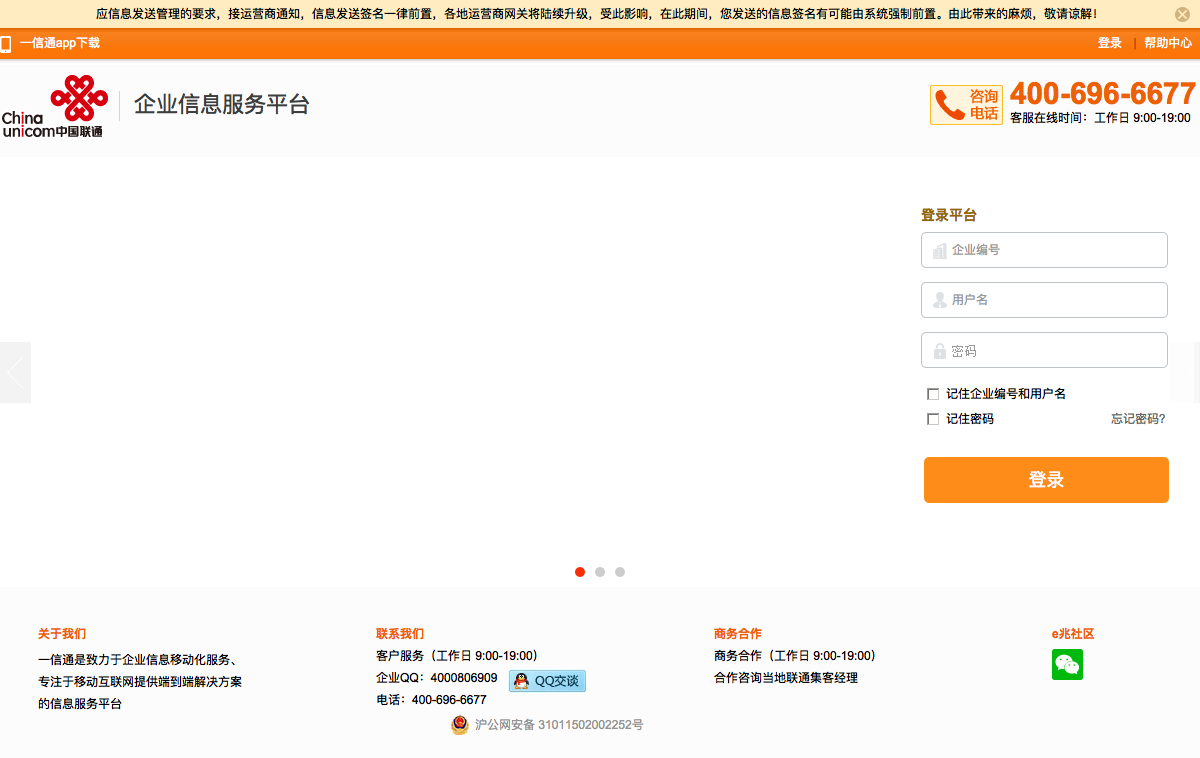 应信息发送管理的要求，接运营商通知，信息发送签名一律前置，各地运营商网关将陆续升级，受此影响，在此期间，您发送的信息签名有可能由系统强制前置。由此带来的麻烦，敬请谅解！
一信通app下载
登录 | 帮助中心
China
unicom中国联通
企业信息服务平台
咨询
电话
400-696-6677
客服在线时间：工作日 9:00-19:00
登录平台
企业编号
用户名
密码
记住企业编号和用户名
记住密码
忘记密码?
登录
关于我们
一信通是致力于企业信息移动化服务、
专注于移动互联网提供端到端解决方案
的信息服务平台
联系我们
客户服务（工作日 9:00-19:00）
企业QQ：4000806909
QQ交谈
电话：400-696-6677
商务合作
商务合作（工作日 9:00-19:00）
合作咨询当地联通集客经理
e兆社区
沪公网安备 31011502002252号